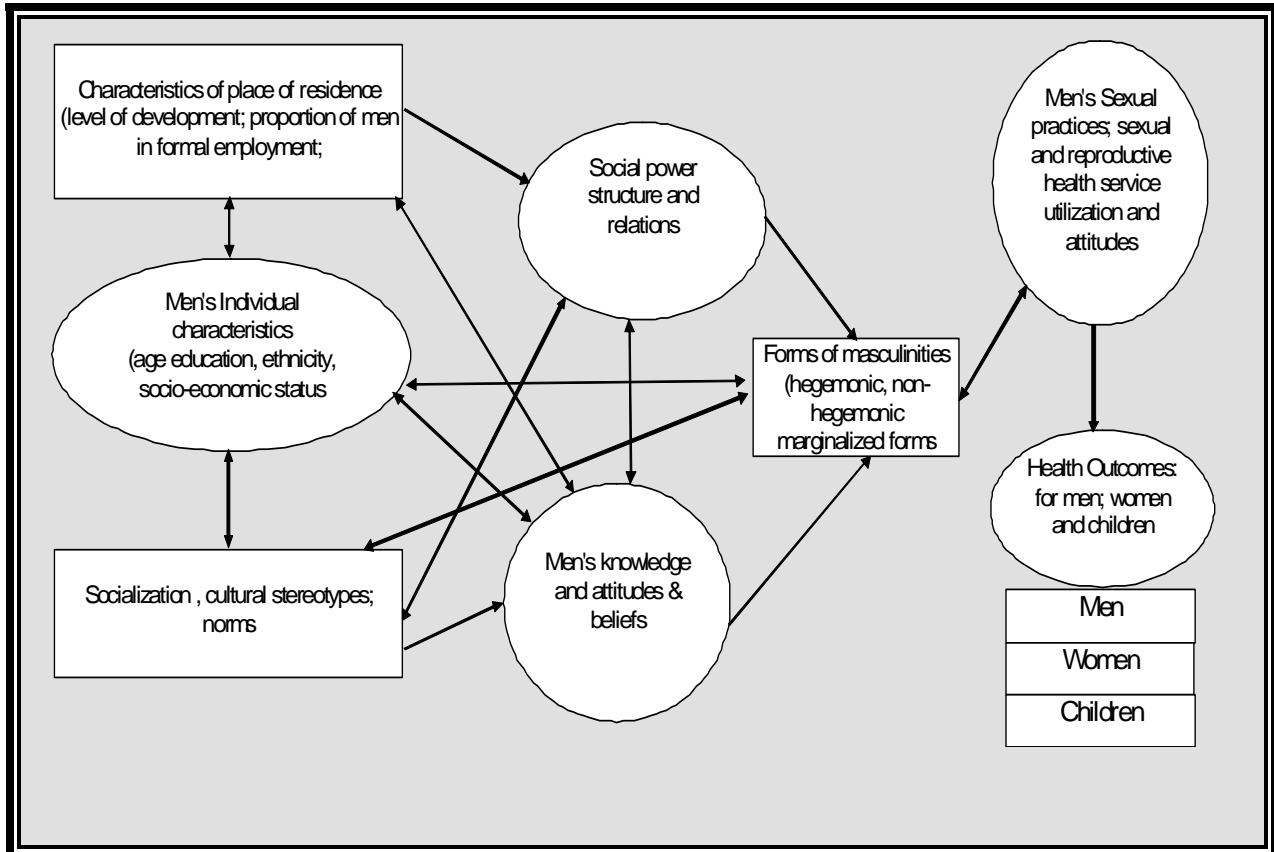 Characteristics of place of residence
(level of development; proportion of men
in formal employment;
Social power
structure and
relations
Men's Sexual
practices; sexual
and reproductive
health service
utilization and
attitudes
Men's Individual
characteristics
(age education, ethnicity,
socio-economic status
Forms of masculinities
(hegemonic, non-
hegemonic
marginalized forms
Health Outcomes:
for men; women
and children
Socialization , cultural stereotypes;
norms
Men's knowledge
and attitudes &
beliefs
Men
Women
Children